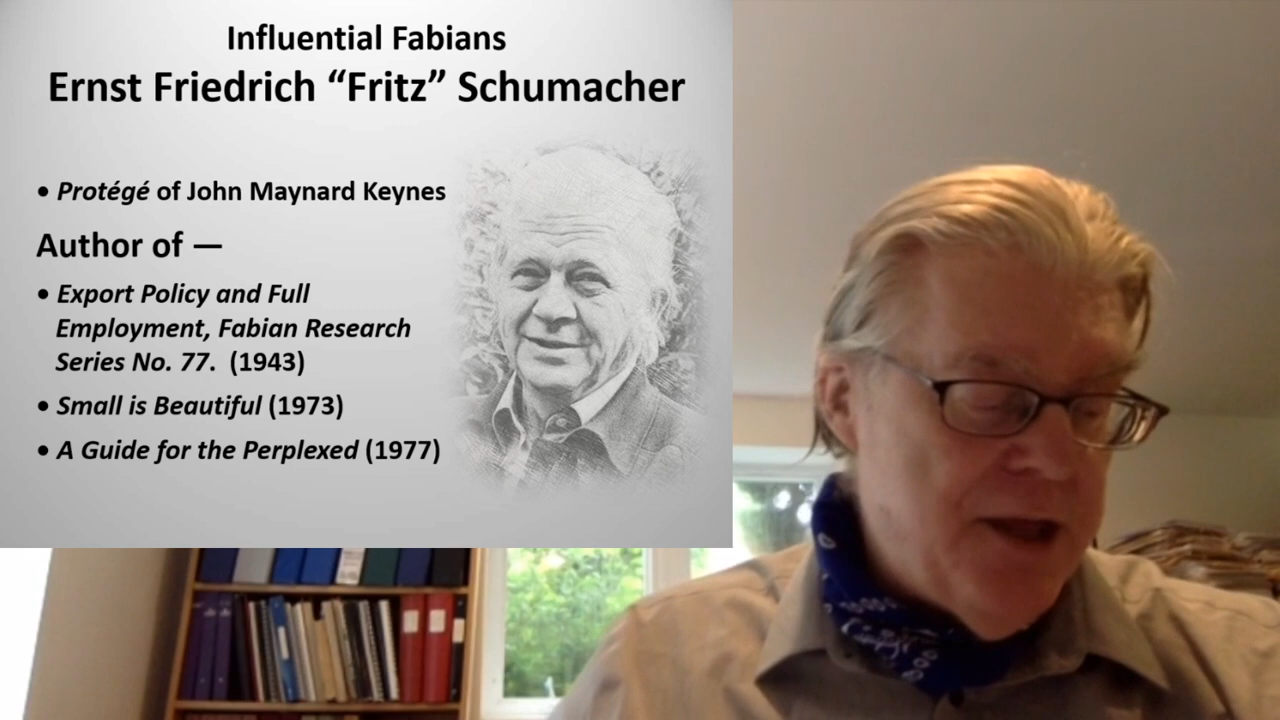 Influential Fabians
Ernst Friedrich “Fritz” Schumacher
• Protégé of John Maynard Keynes
Author of —
• Export Policy and Full
Employment, Fabian Research
Series No. 77. (1943)
• Small is Beautiful (1973)
• A Guide for the Perplexed (1977)